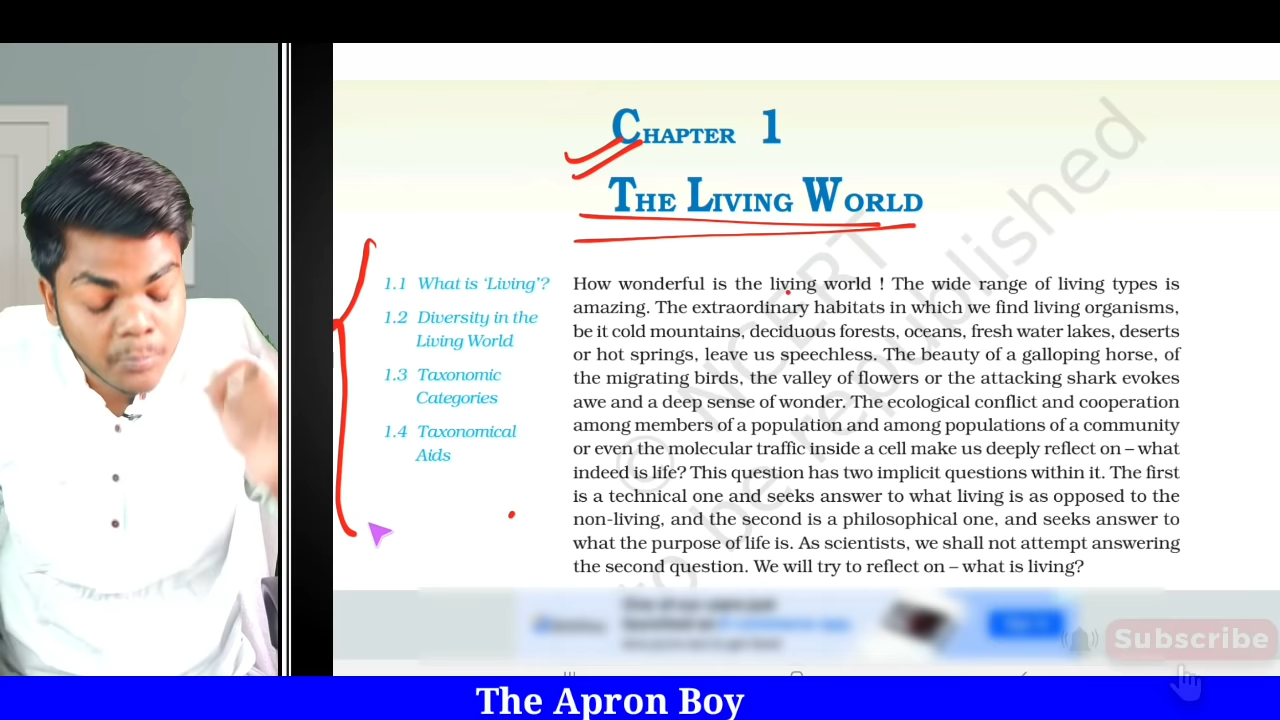 CHAPTER 1
THE LIVING WORLD
1.1 What is ‘Living’?
1.2 Diversity in the
Living World
1.3 Taxonomic
Categories
1.4 Taxonomical
Aids
How wonderful is the living world ! The wide range of living types is
amazing. The extraordinary habitats in which we find living organisms,
be it cold mountains, deciduous forests, oceans, fresh water lakes, deserts
or hot springs, leave us speechless. The beauty of a galloping horse, of
the migrating birds, the valley of flowers or the attacking shark evokes
awe and a deep sense of wonder. The ecological conflict and cooperation
among members of a population and among populations of a community
or even the molecular traffic inside a cell make us deeply reflect on – what
indeed is life? This question has two implicit questions within it. The first
is a technical one and seeks answer to what living is as opposed to the
non-living, and the second is a philosophical one, and seeks answer to
what the purpose of life is. As scientists, we shall not attempt answering
the second question. We will try to reflect on – what is living?
© NCERT
not to be republished
Subscribe
The Apron Boy